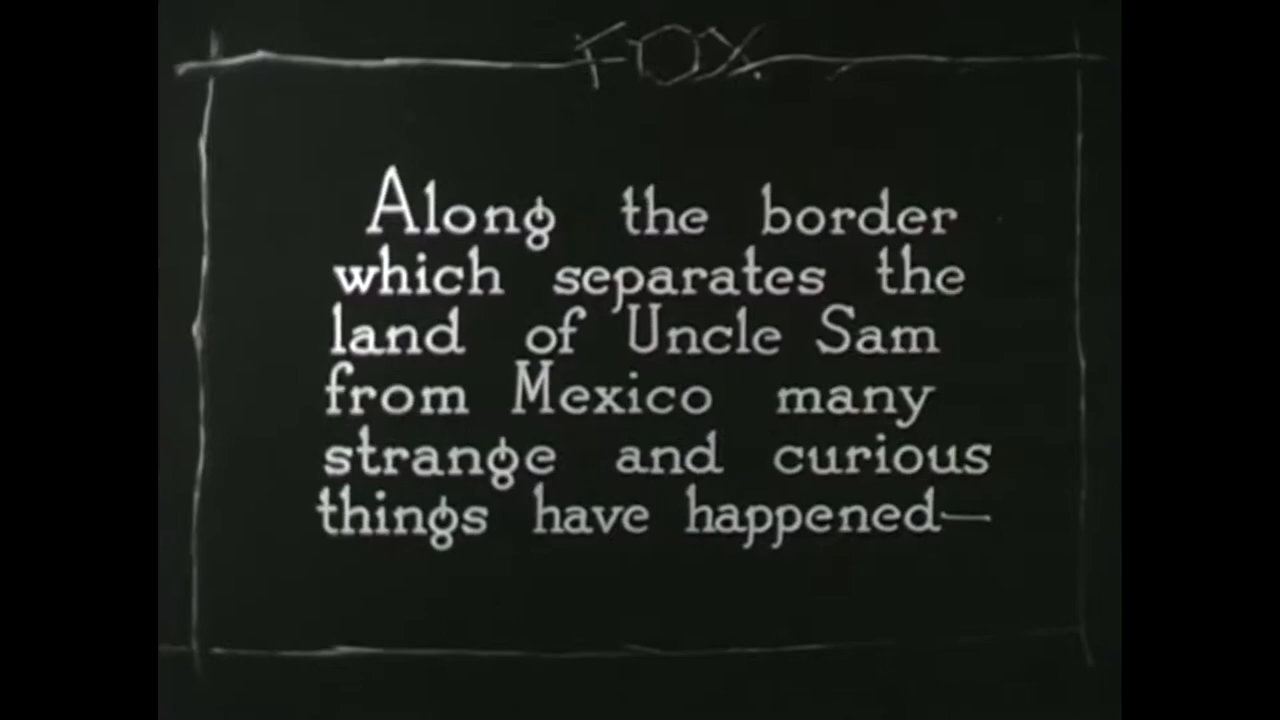 FOX
Along the border
which separates the
land of Uncle Sam
from Mexico many
strange and curious
things have happened—